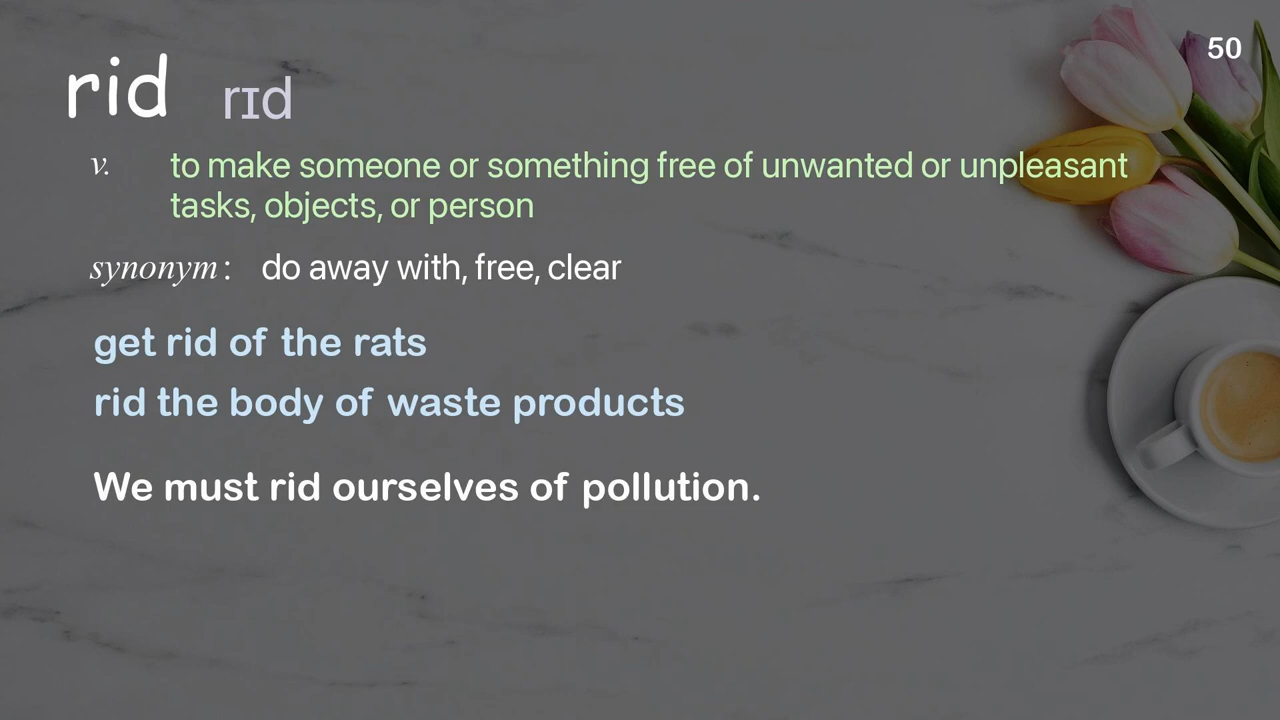 50
rid rɪd
v. to make someone or something free of unwanted or unpleasant
tasks, objects, or person
synonym: do away with, free, clear
get rid of the rats
rid the body of waste products
We must rid ourselves of pollution.